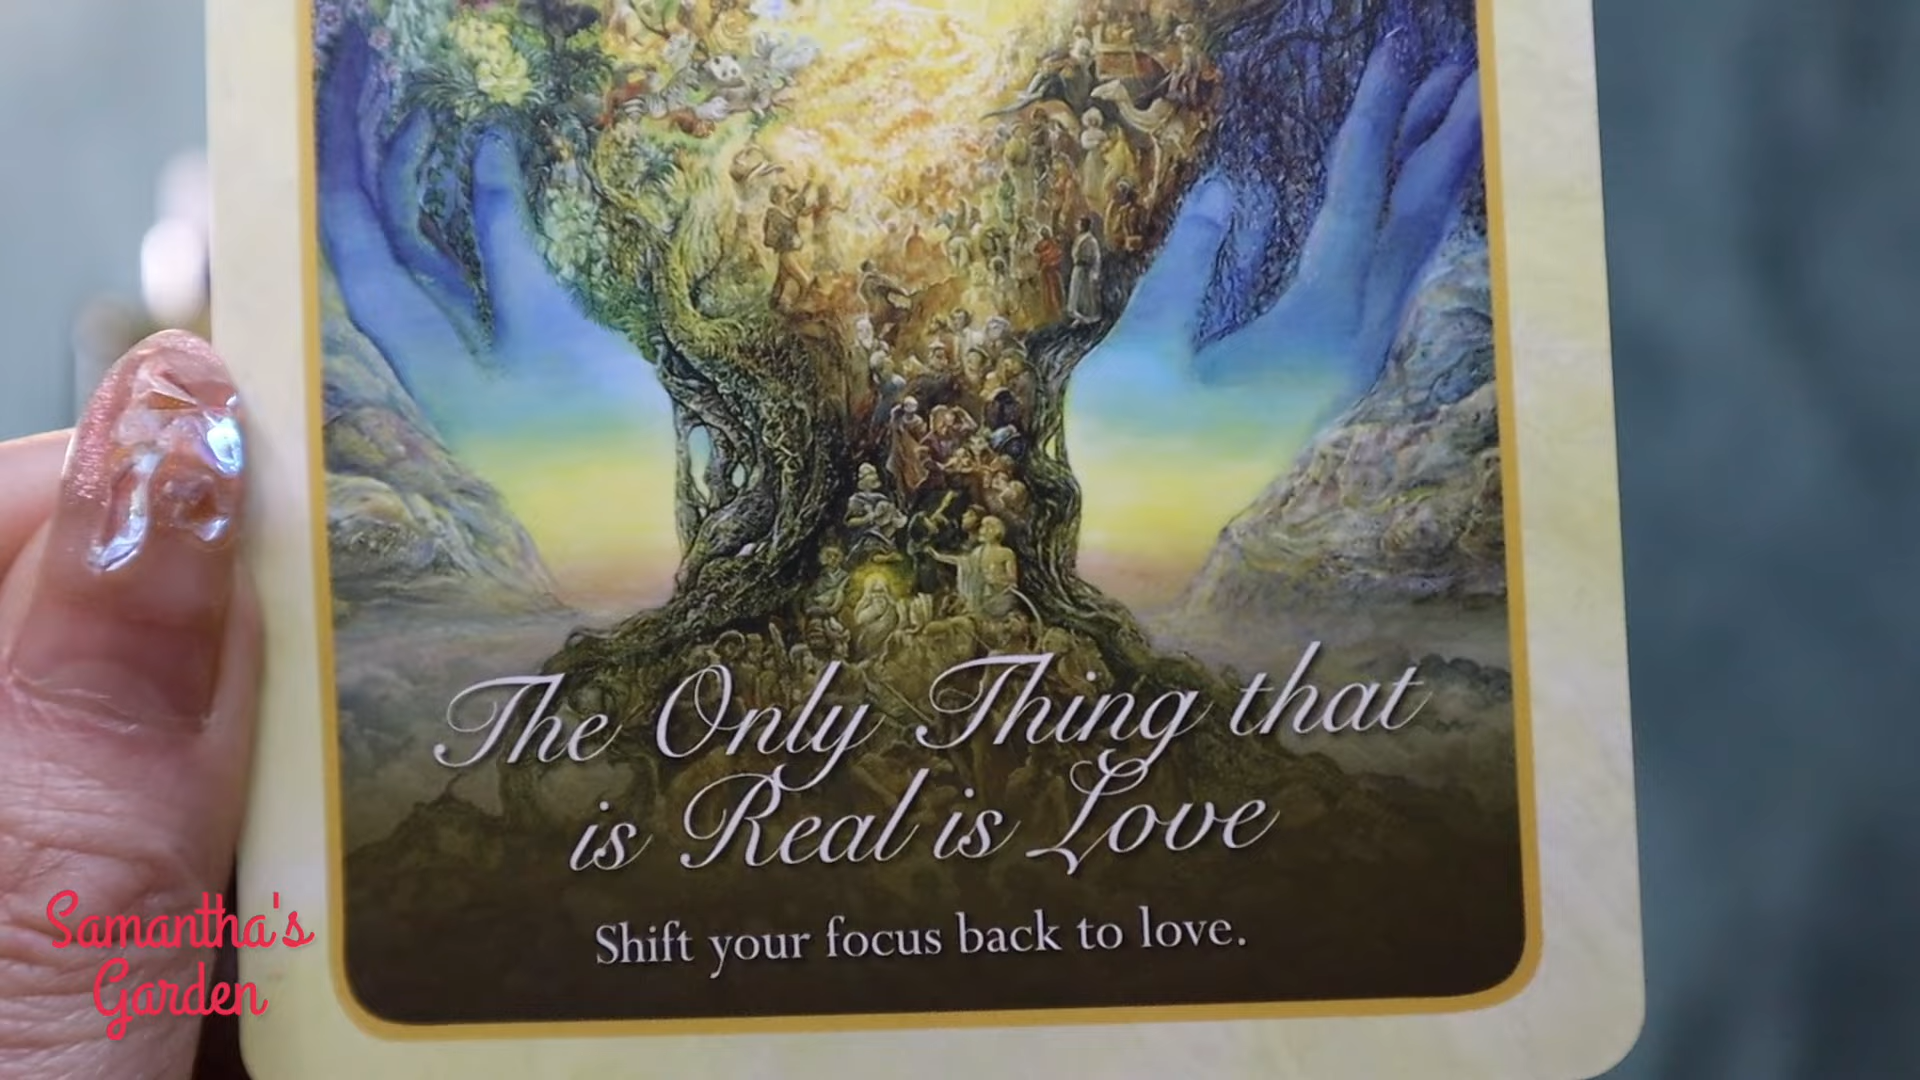 The Only Thing that
is Real is Love
Shift your focus back to love.
Samantha's
Garden